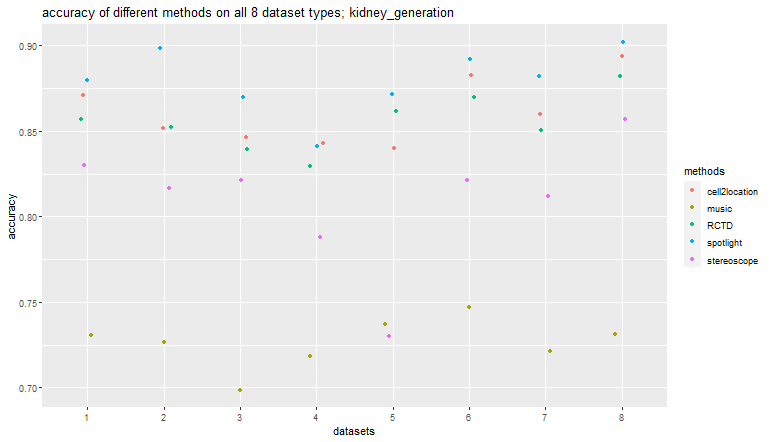 accuracy of different methods on all 8 dataset types; kidney_generation
accuracy
0.90
0.85
0.80
0.75
0.70
1 2 3 4 5 6 7 8
datasets
methods
cell2location
music
RCTD
spotlight
stereoscope